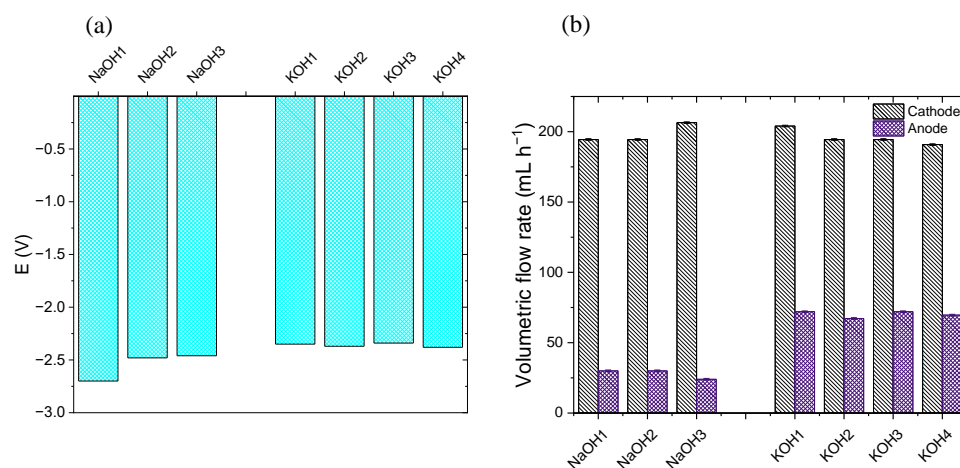 (a)
NaOH1
NaOH2
NaOH3
KOH1
KOH2
KOH3
KOH4
−0.5
−1.0
−1.5
−2.0
−2.5
−3.0
E (V)
(b)
Cathode
Anode
200
150
100
50
0
Volumetric flow rate (mL h⁻¹)
NaOH1
NaOH2
NaOH3
KOH1
KOH2
KOH3
KOH4